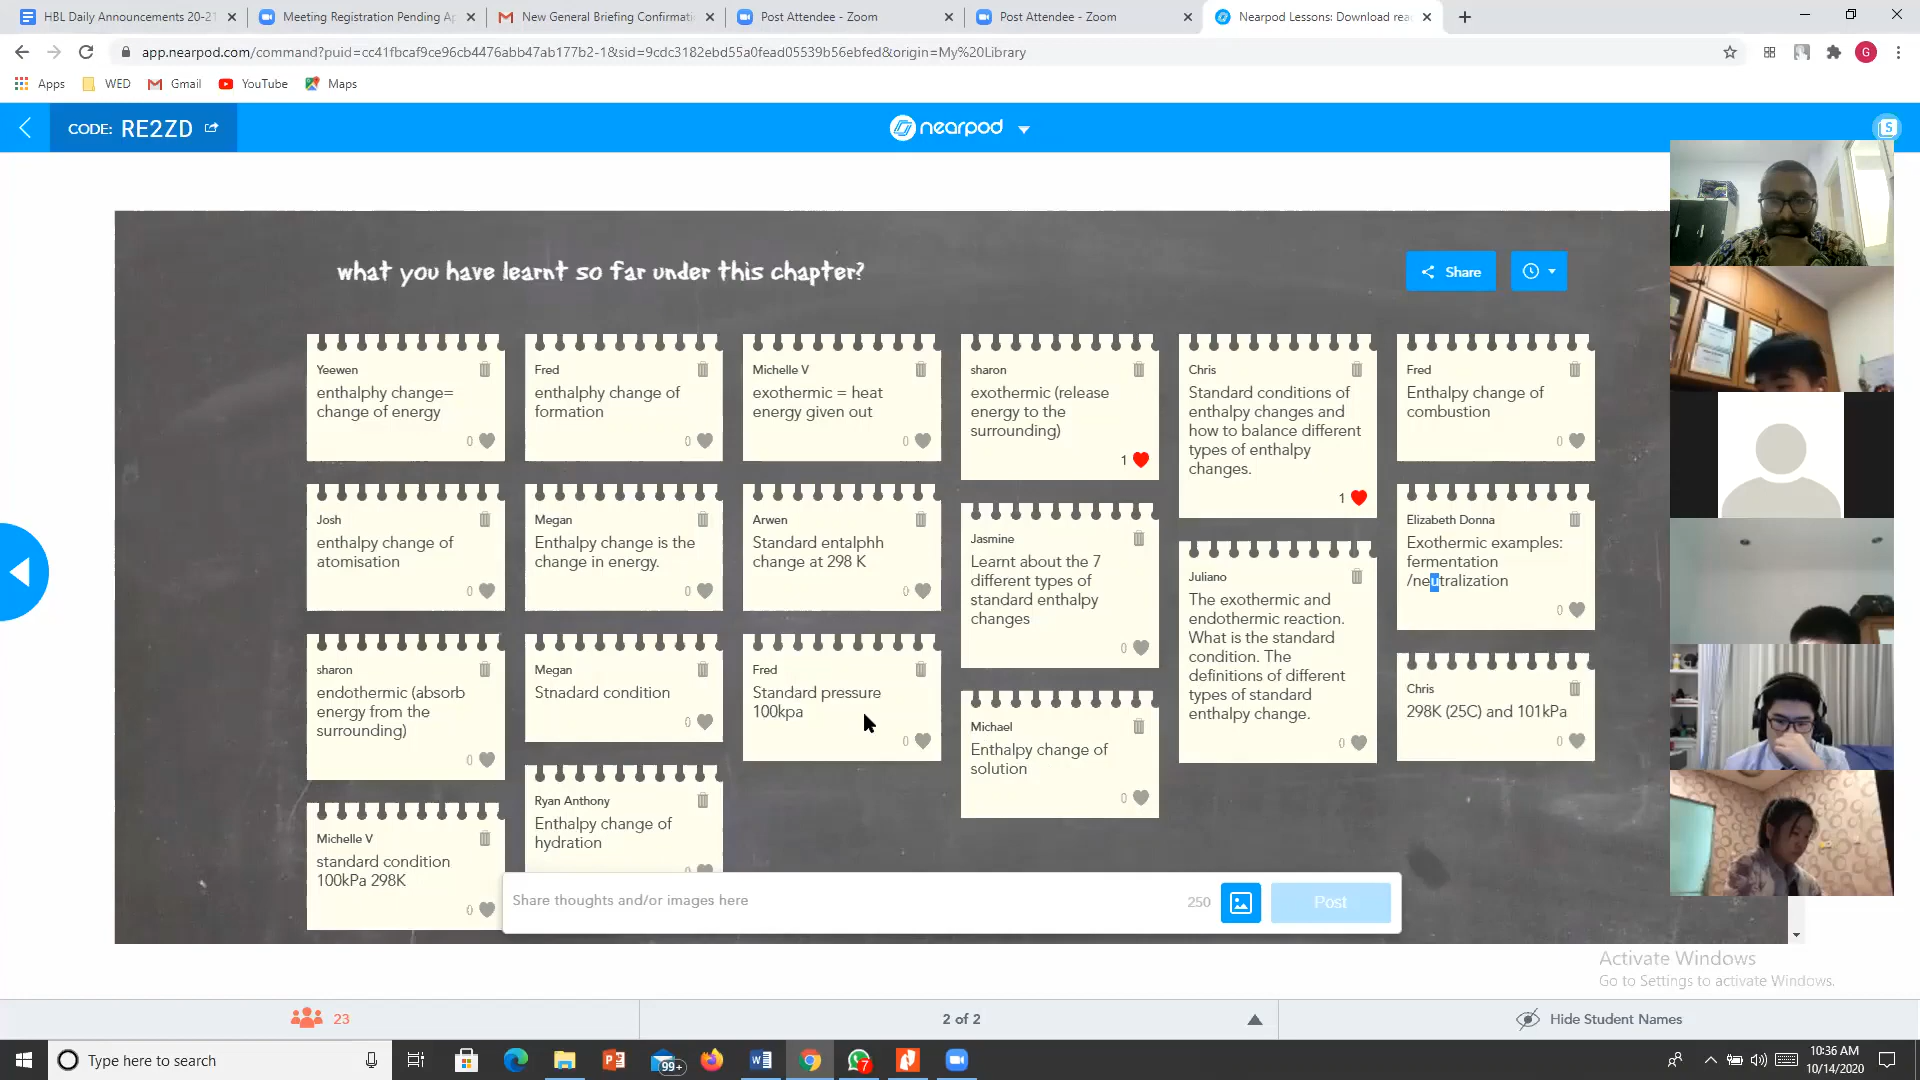 HBL Daily Announcements 20-21
Meeting Registration Pending Ap
New General Briefing Confirmati
Post Attendee - Zoom
Post Attendee - Zoom
Nearpod Lessons: Download rea
app.nearpod.com/command?puid=cc41fbcaf9ce96cb4476abb47ab177b2-1&sid=9cdc3182ebd55a0fead05539b56ebfed&origin=My%20Library
G
Apps
WED
Gmail
YouTube
Maps
CODE: RE2ZD
nearpod
S
what you have learnt so far under this chapter?
Share
Yeewen
enthalphy change=
change of energy
0
Josh
enthalpy change of
atomisation
0
sharon
endothermic (absorb
energy from the
surrounding)
0
Michelle V
standard condition
100kPa 298K
0
Fred
enthalphy change of
formation
0
Megan
Enthalpy change is the
change in energy.
0
Megan
Stnadard condition
0
Ryan Anthony
Enthalpy change of
hydration
0
Michelle V
exothermic = heat
energy given out
0
Arwen
Standard entalphh
change at 298 K
0
Fred
Standard pressure
100kpa
0
sharon
exothermic (release
energy to the
surrounding)
1
Jasmine
Learnt about the 7
different types of
standard enthalpy
changes
0
Michael
Enthalpy change of
solution
0
Chris
Standard conditions of
enthalpy changes and
how to balance different
types of enthalpy
changes.
1
Juliano
The exothermic and
endothermic reaction.
What is the standard
condition. The
definitions of different
types of standard
enthalpy change.
0
Fred
Enthalpy change of
combustion
0
Elizabeth Donna
Exothermic examples:
fermentation
/neutralization
0
Chris
298K (25C) and 101kPa
0
Share thoughts and/or images here
250
Post
Activate Windows
Go to Settings to activate Windows.
23
2 of 2
Hide Student Names
Type here to search
99+
7
10:36 AM
10/14/2020